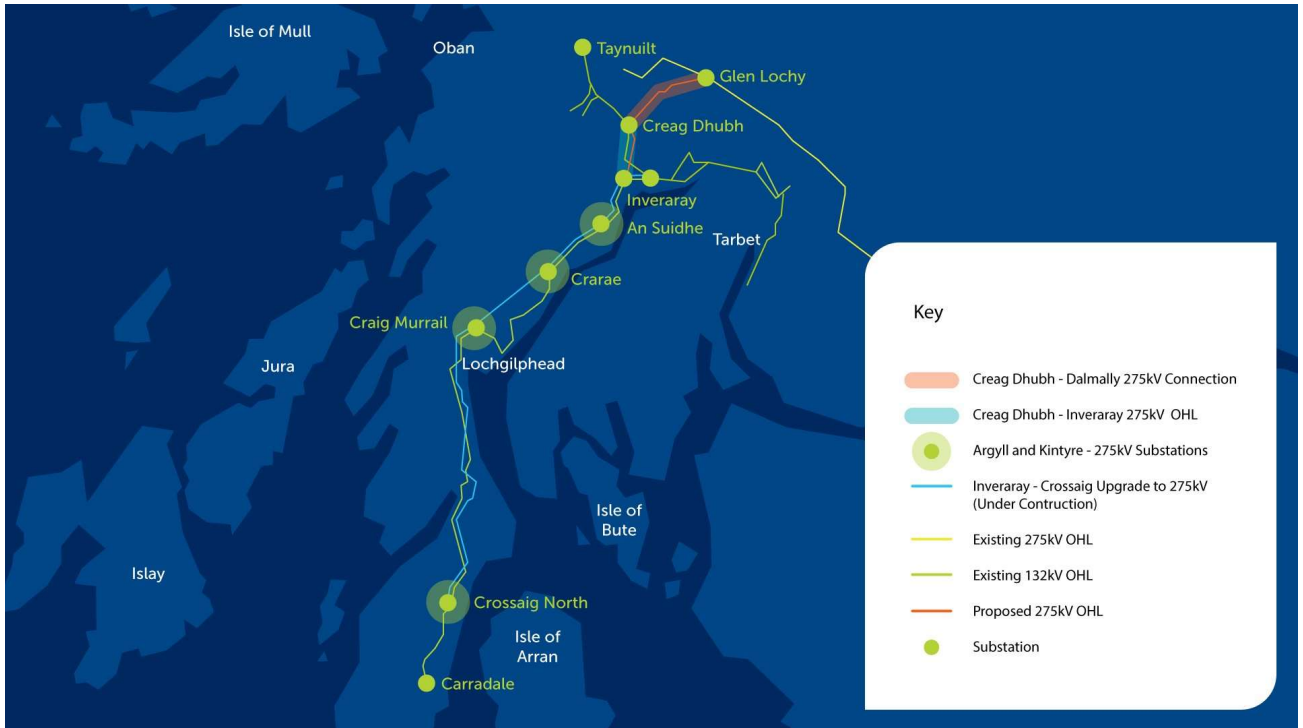 Isle of Mull
Oban
Taynuilt
Glen Lochy
Creag Dhubh
Inveraray
An Suidhe
Tarbet
Crarae
Craig Murrail
Lochgilphead
Jura
Isle of
Bute
Islay
Crossaig North
Isle of
Arran
Carradale
Key
Creag Dhubh - Dalmally 275kV Connection
Creag Dhubh - Inveraray 275kV OHL
Argyll and Kintyre - 275kV Substations
Inveraray - Crossaig Upgrade to 275kV
(Under Contruction)
Existing 275kV OHL
Existing 132kV OHL
Proposed 275kV OHL
Substation